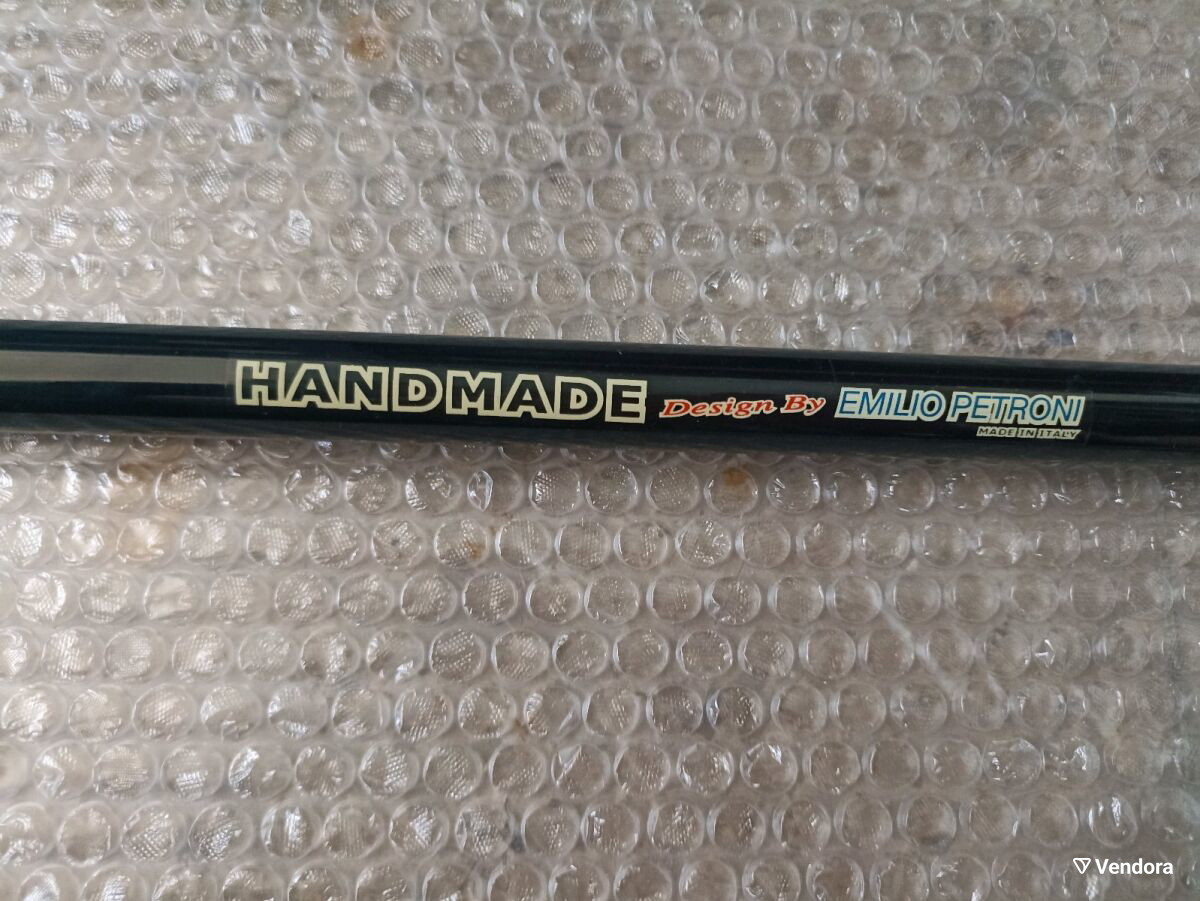 HANDMADE Design By EMILIO PETRONI
MADE IN ITALY
Vendora